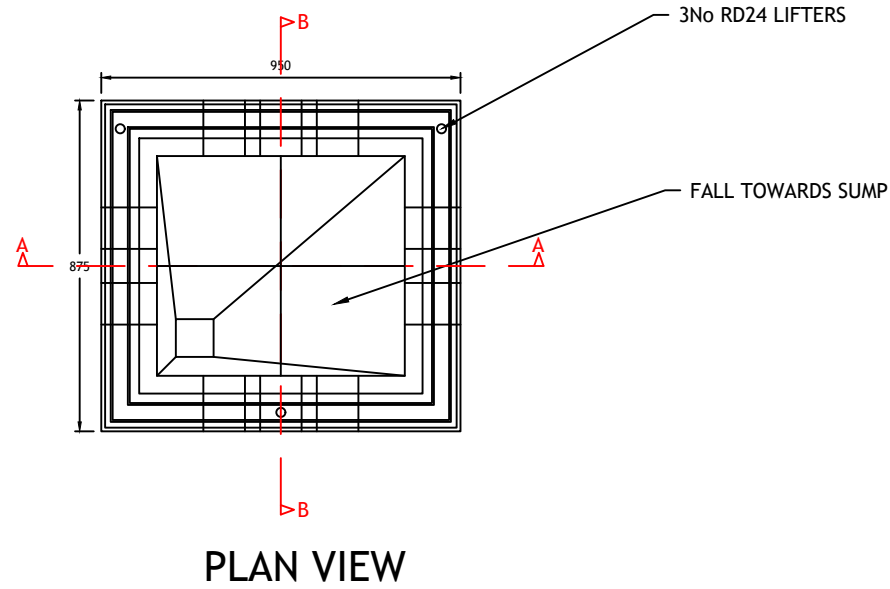 B
3No RD24 LIFTERS
950
FALL TOWARDS SUMP
A
875
A
B
PLAN VIEW